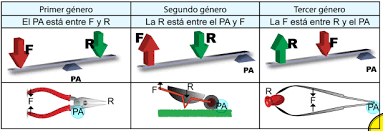 Primer género
Segundo género
Tercer género
El PA está entre F y R
La R está entre el PA y F
La F está entre R y el PA
F
R
PA
F
R
PA
R
F
PA
F
R
PA
F
R
PA
R
F
PA